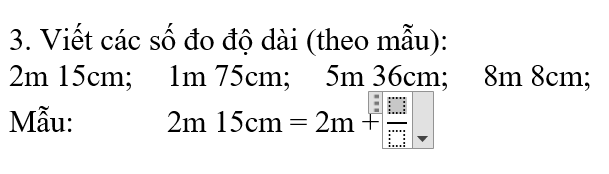 3. Viết các số đo độ dài (theo mẫu):
2m 15cm; 1m 75cm; 5m 36cm; 8m 8cm;
Mẫu: 2m 15cm = 2m +